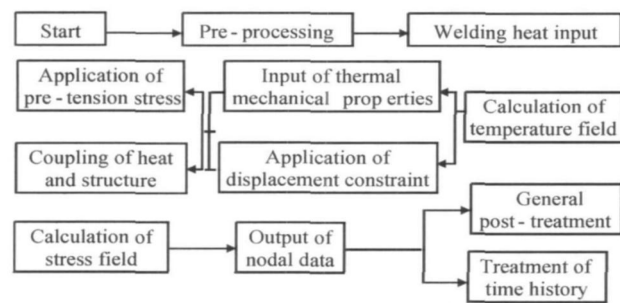 Start
Pre - processing
Welding heat input
Application of
pre - tension stress
Input of thermal
mechanical prop erties
Calculation of
temperature field
Coupling of heat
and structure
Application of
displacement constraint
Calculation of
stress field
Output of
nodal data
General
post - treatment
Treatment of
time history